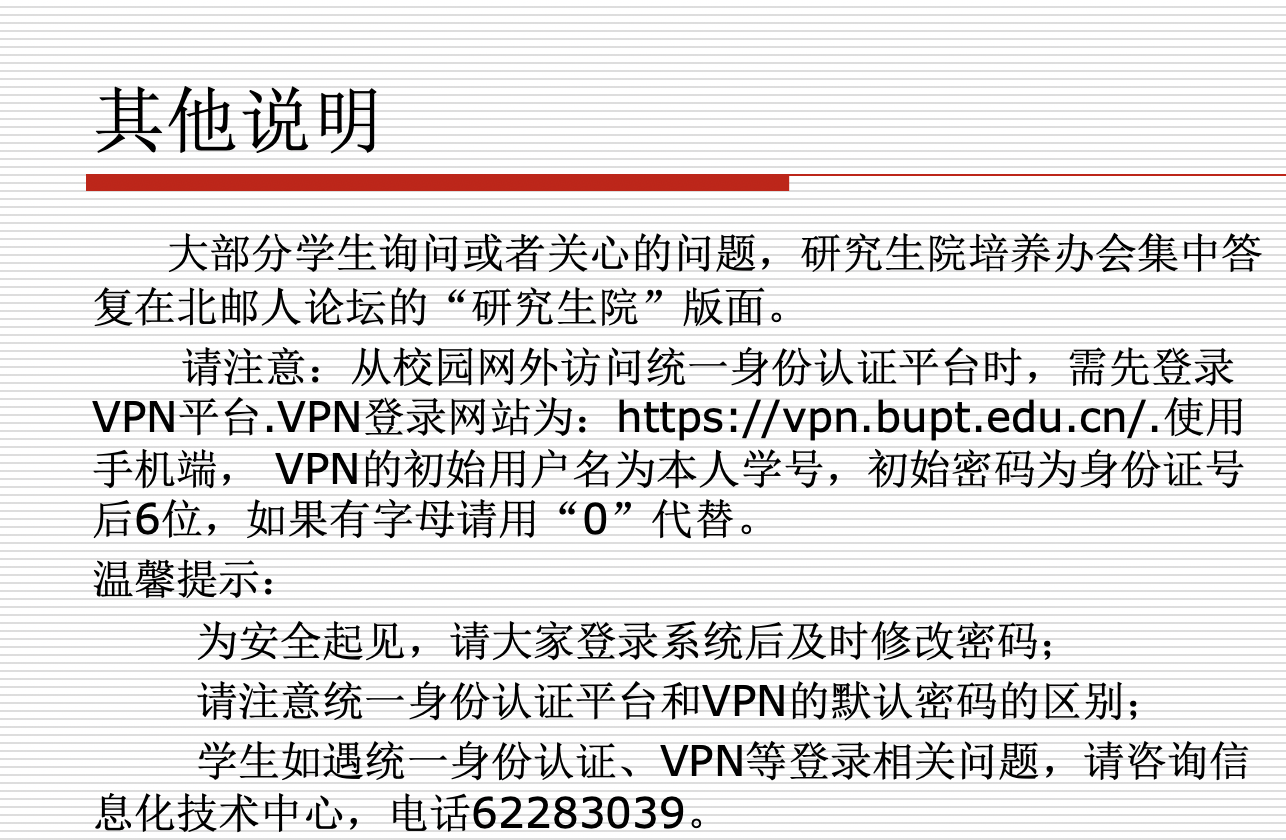 其他说明
大部分学生询问或者关心的问题，研究生院培养办会集中答
复在北邮人论坛的“研究生院”版面。
请注意：从校园网外访问统一身份认证平台时，需先登录
VPN平台.VPN登录网站为：https://vpn.bupt.edu.cn/.使用
手机端， VPN的初始用户名为本人学号，初始密码为身份证号
后6位，如果有字母请用“0”代替。
温馨提示：
为安全起见，请大家登录系统后及时修改密码；
请注意统一身份认证平台和VPN的默认密码的区别；
学生如遇统一身份认证、VPN等登录相关问题，请咨询信
息化技术中心，电话62283039。